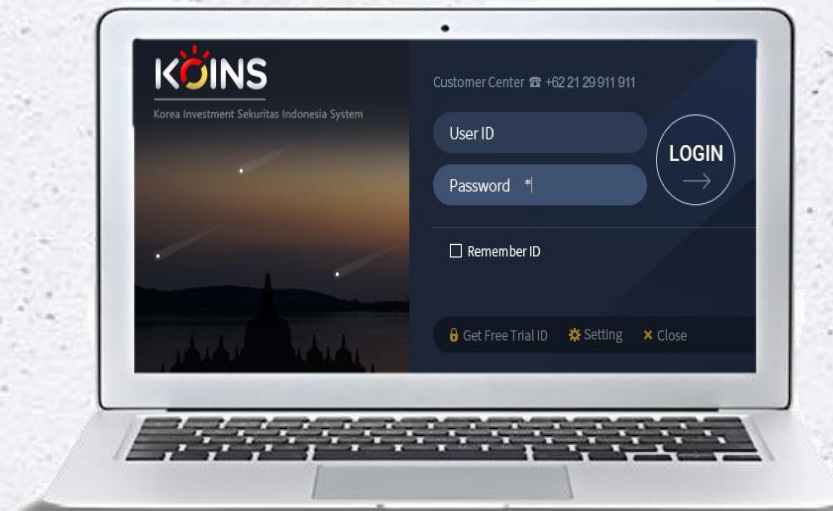 KOINS
Korea Investment Sekuritas Indonesia System
Customer Center ☎ +62 21 29 911 911
User ID
Password *
LOGIN
Remember ID
Get Free Trial ID Setting × Close